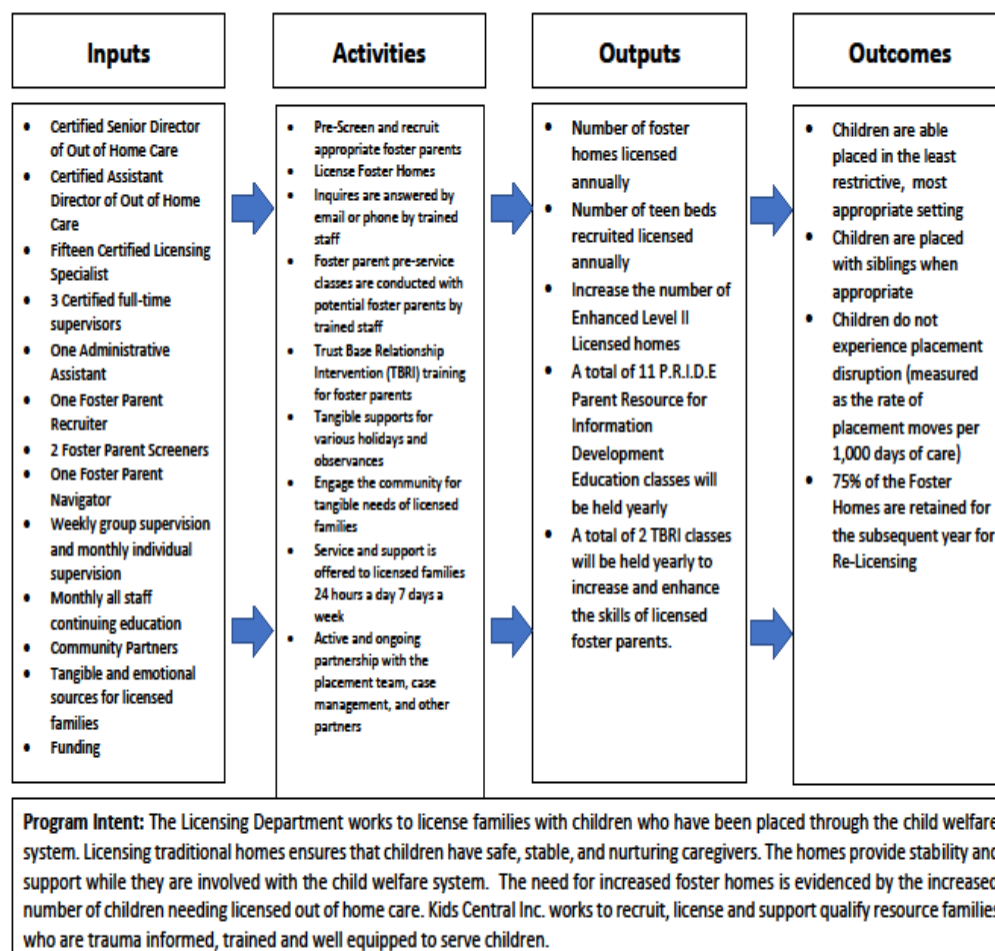 Inputs
Activities
Outputs
Outcomes
• Certified Senior Director
of Out of Home Care
• Certified Assistant
Director of Out of Home
Care
• Fifteen Certified Licensing
Specialist
• 3 Certified full-time
supervisors
• One Administrative
Assistant
• One Foster Parent
Recruiter
• 2 Foster Parent Screeners
• One Foster Parent
Navigator
• Weekly group supervision
and monthly individual
supervision
• Monthly all staff
continuing education
• Community Partners
• Tangible and emotional
sources for licensed
families
• Funding
• Pre-Screen and recruit
appropriate foster parents
• License Foster Homes
• Inquires are answered by
email or phone by trained
staff
• Foster parent pre-service
classes are conducted with
potential foster parents by
trained staff
• Trust Base Relationship
Intervention (TBRI) training
for foster parents
• Tangible supports for
various holidays and
observances
• Engage the community for
tangible needs of licensed
families
• Service and support is
offered to licensed families
24 hours a day 7 days a
week
• Active and ongoing
partnership with the
placement team, case
management, and other
partners
• Number of foster
homes licensed
annually
• Number of teen beds
recruited licensed
annually
• Increase the number of
Enhanced Level II
Licensed homes
• A total of 11 P.R.I.D.E
Parent Resource for
Information
Development
Education classes will
be held yearly
• A total of 2 TBRI classes
will be held yearly to
increase and enhance
the skills of licensed
foster parents.
• Children are able
placed in the least
restrictive, most
appropriate setting
• Children are placed
with siblings when
appropriate
• Children do not
experience placement
disruption (measured
as the rate of
placement moves per
1,000 days of care)
• 75% of the Foster
Homes are retained for
the subsequent year for
Re-Licensing
Program Intent: The Licensing Department works to license families with children who have been placed through the child welfare
system. Licensing traditional homes ensures that children have safe, stable, and nurturing caregivers. The homes provide stability and
support while they are involved with the child welfare system. The need for increased foster homes is evidenced by the increased
number of children needing licensed out of home care. Kids Central Inc. works to recruit, license and support qualify resource families
who are trauma informed, trained and well equipped to serve children.